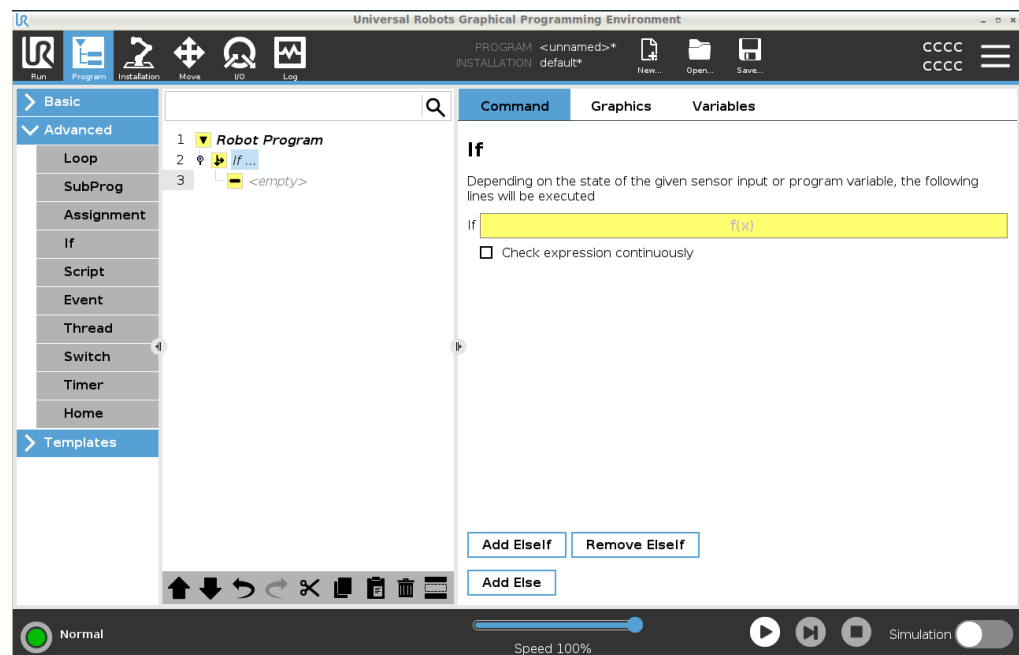 Universal Robots Graphical Programming Environment
UR
Run
Program
Installation
Move
I/O
Log
PROGRAM <unnamed>*
INSTALLATION default*
New...
Open...
Save...
cccc
cccc
Basic
Advanced
Loop
SubProg
Assignment
If
Script
Event
Thread
Switch
Timer
Home
Templates
1 Robot Program
2 If ...
3 <empty>
Command Graphics Variables
If
Depending on the state of the given sensor input or program variable, the following
lines will be executed
If f(x)
Check expression continuously
Add ElseIf Remove ElseIf
Add Else
Normal
Speed 100%
Simulation